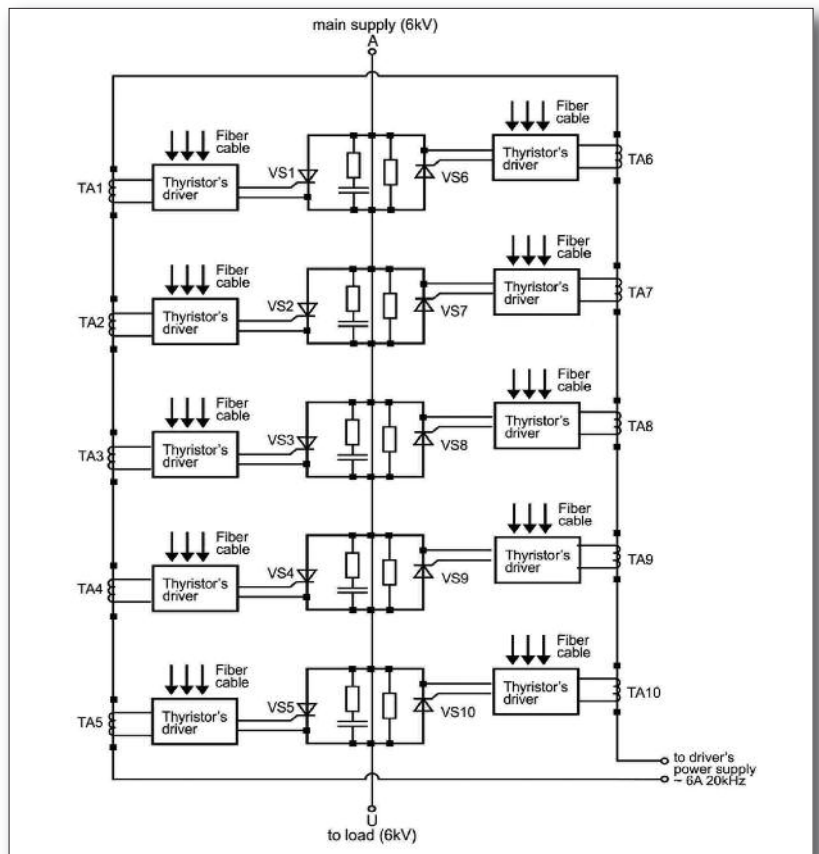 main supply (6kV)
A
Fiber
cable
Thyristor's
driver
TA1
VS1
VS6
Fiber
cable
Thyristor's
driver
TA6
Fiber
cable
Thyristor's
driver
TA2
VS2
VS7
Fiber
cable
Thyristor's
driver
TA7
Fiber
cable
Thyristor's
driver
TA3
VS3
VS8
Fiber
cable
Thyristor's
driver
TA8
Fiber
cable
Thyristor's
driver
TA4
VS4
VS9
Fiber
cable
Thyristor's
driver
TA9
Fiber
cable
Thyristor's
driver
TA5
VS5
VS10
Fiber
cable
Thyristor's
driver
TA10
to driver's
power supply
~ 6A 20kHz
U
to load (6kV)